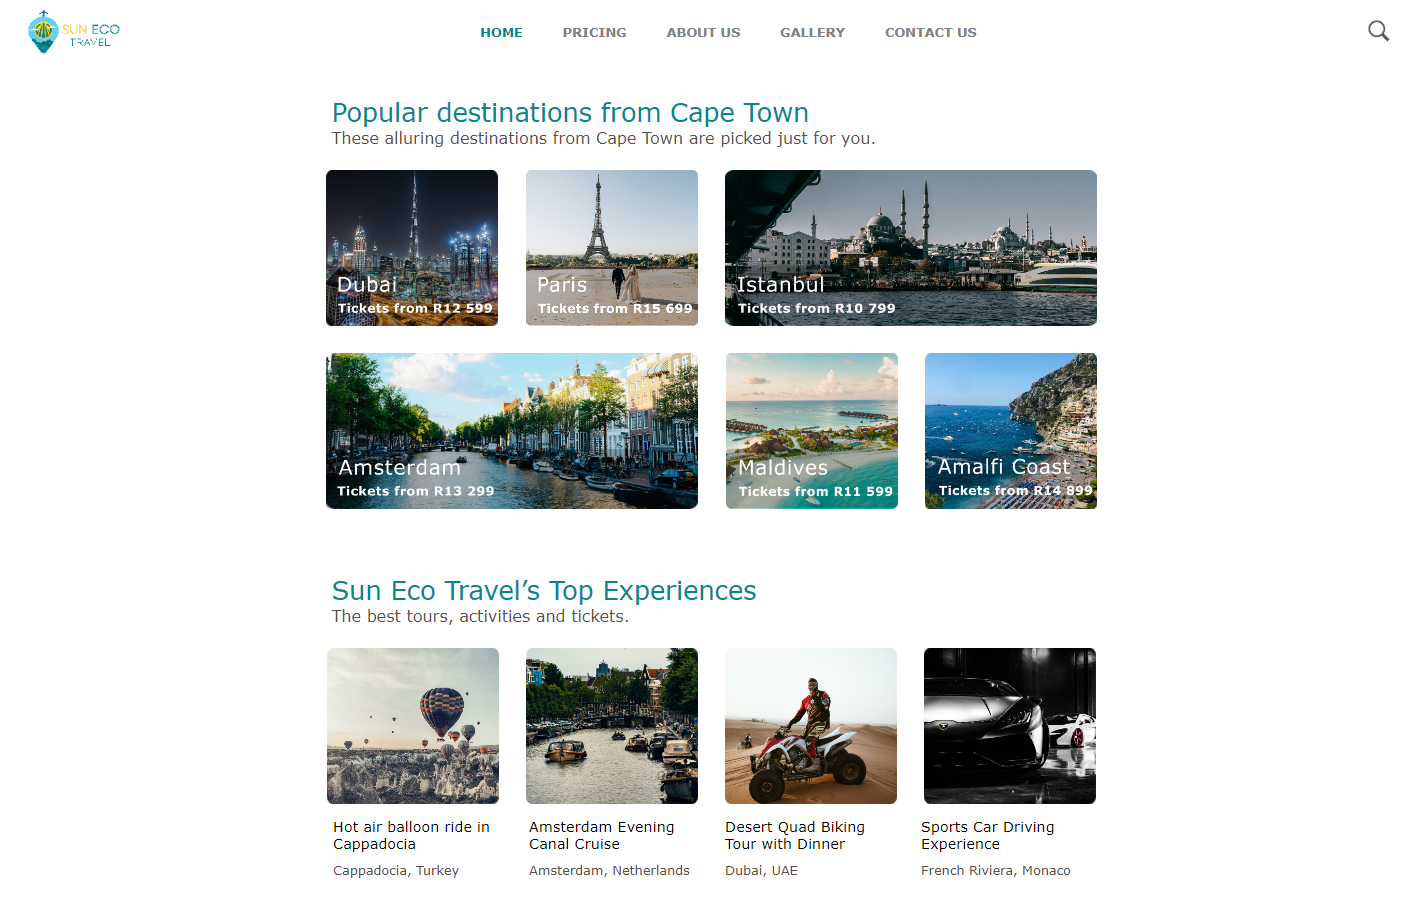 SUN ECO
TRAVEL
HOME PRICING ABOUT US GALLERY CONTACT US
Popular destinations from Cape Town
These alluring destinations from Cape Town are picked just for you.
Dubai
Tickets from R12 599
Paris
Tickets from R15 699
Istanbul
Tickets from R10 799
Amsterdam
Tickets from R13 299
Maldives
Tickets from R11 599
Amalfi Coast
Tickets from R14 899
Sun Eco Travel’s Top Experiences
The best tours, activities and tickets.
Hot air balloon ride in
Cappadocia
Cappadocia, Turkey
Amsterdam Evening
Canal Cruise
Amsterdam, Netherlands
Desert Quad Biking
Tour with Dinner
Dubai, UAE
Sports Car Driving
Experience
French Riviera, Monaco